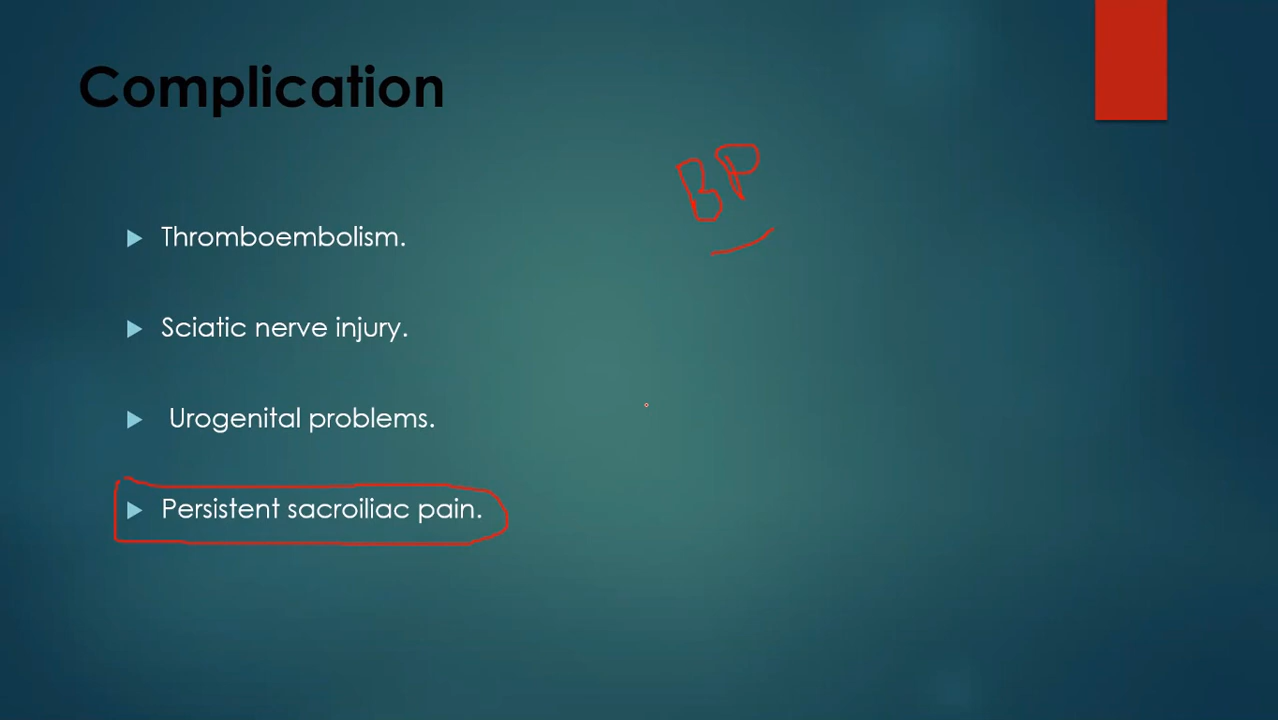 Complication
BP
Thromboembolism.
Sciatic nerve injury.
Urogenital problems.
Persistent sacroiliac pain.